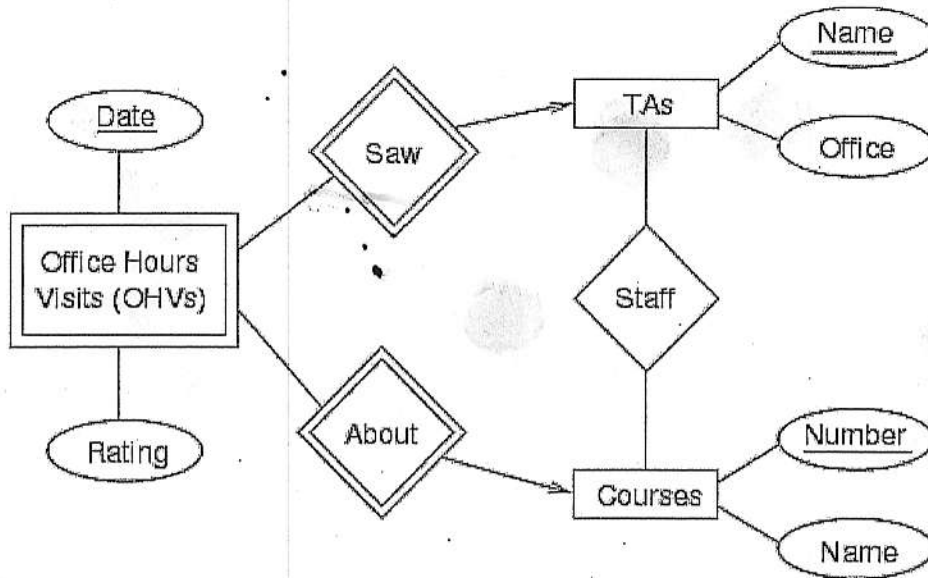 Name
Date
TAs
Saw
Office
Office Hours
Visits (OHVs)
Staff
Rating
About
Number
Courses
Name